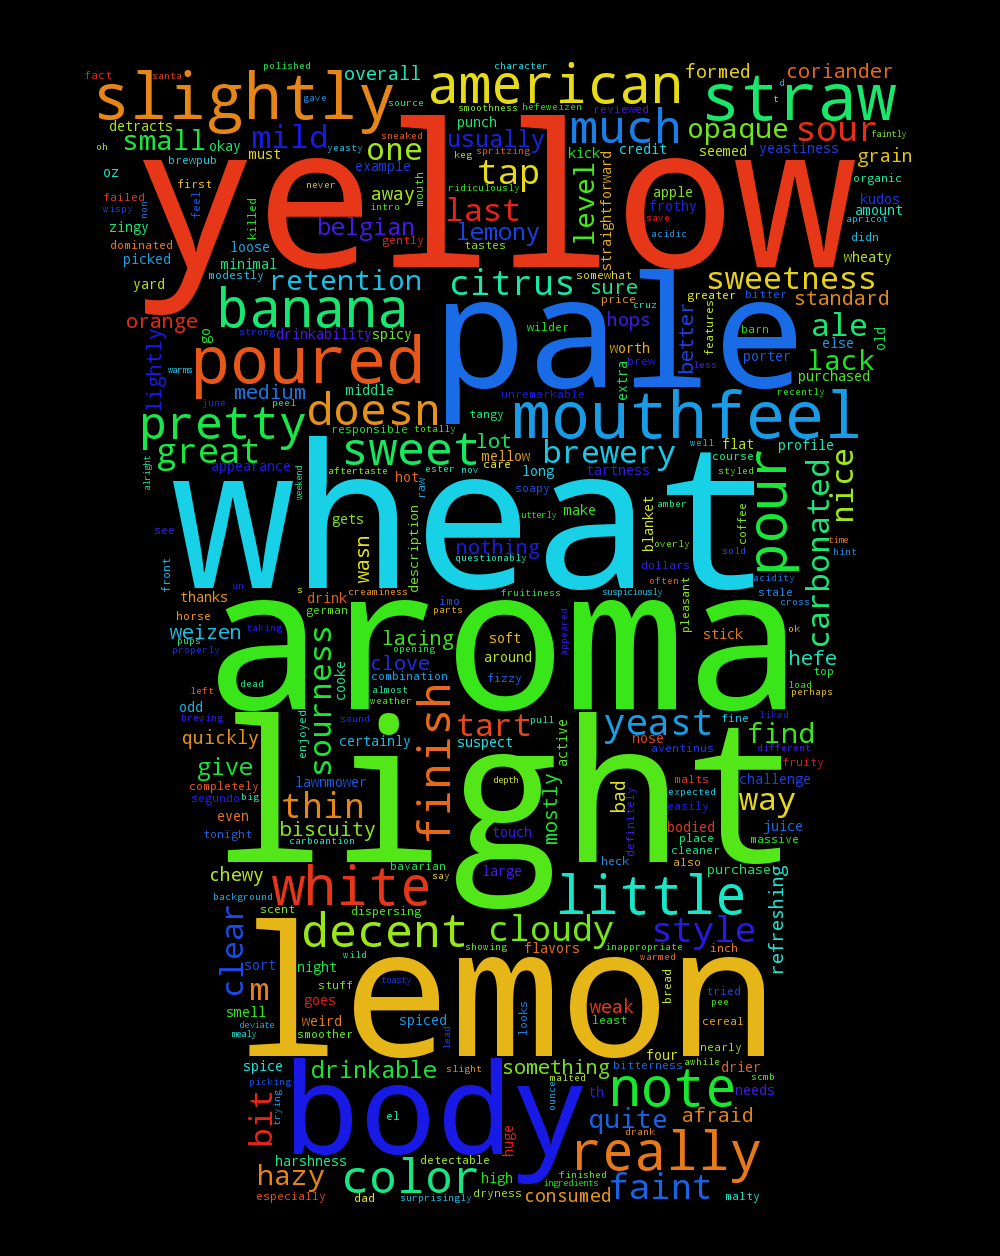 polished
character
fact
santa
overall
formed
coriander
slightly
american
straw
gave
source
smoothness
hefeweizen
reviewed
d
t
detracts
small
okay
mild
sneaked
one
punch
usually
much
opaque
sour
faintly
oh
brewpub
must
yeasty
example
keg
spritzing
tap
kick
credit
seemed
yeastiness
grain
oz
first
never
away
intro
mouth
ridiculously
level
straightforward
apple
organic
failed
wispy
non
feel
killed
yellow
last
frothy
kudos
amount
zingy
belgian
gently
lemony
save
acidic
apricot
didn
dominated
picked
loose
minimal
tastes
wheaty
yard
modestly
retention
citrus
somewhat
sure
sweetness
orange
banana
price
cruz
greater
bitter
standard
go
strong
drinkability
spicy
wilder
hops
better
features
barn
ale
old
lightly
poured
pale
worth
porter
else
lack
warms
medium
middle
extra
brew
less
purchased
june
peel
unremarkable
recently
pretty
doesn
tangy
mouthfeel
responsible
totally
great
sweet
lot
brewery
well
flat
profile
alright
appearance
weekend
aftertaste
hot
mellow
care
ester
nov
long
tartness
course
styled
pour
carbonated
nice
raw
soapy
utterly
make
blanket
amber
coffee
wheat
gets
wasn
description
nothing
questionably
overly
sold
time
hint
see
front
un
s
creaminess
fruitiness
dollars
suspiciously
often
acidity
stale
cross
thanks
drink
german
imo
parts
pleasant
horse
weizen
pups
properly
taking
aroma
lacing
opening
soft
around
appeared
stick
ok
hefe
top
sourness
cooke
clove
combination
fizzy
load
perhaps
left
dead
almost
weather
odd
brewing
sound
finish
tart
pull
yeast
fine
liked
find
quickly
enjoyed
certainly
suspect
active
nose
aventinus
different
fruity
give
light
lawnmower
depth
malts
challenge
completely
segundo
big
thin
mostly
bad
definitely
expected
easily
way
even
tonight
biscuity
carboantion
touch
bodied
place
cleaner
juice
massive
chewy
bavarian
say
large
heck
also
purchase
refreshing
background
white
little
scent
dispersing
clear
decent
cloudy
style
showing
flavors
inappropriate
warmed
inch
sort
night
wild
toasty
lemon
m
stuff
bread
tried
pee
smell
goes
weird
spiced
looks
weak
least
cereal
deviate
mealy
smoother
lead
nearly
spice
drinkable
slight
something
four
awhile
bitterness
drier
picking
trying
body
malted
ounce
th
note
scmb
needs
bit
el
quite
afraid
huge
drank
harshness
detectable
really
hazy
color
high
finished
ingredients
especially
dad
surprisingly
dryness
consumed
faint
malty